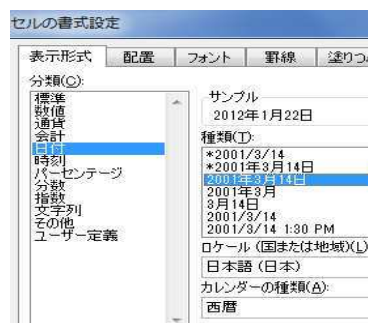 セルの書式設定
表示形式 配置 フォント 罫線 塗りつ
分類(C):
標準
数値
通貨
会計
日付
時刻
パーセンテージ
分数
指数
文字列
その他
ユーザー定義
サンプル
2012年1月22日
種類(T):
*2001/3/14
*2001年3月14日
2001年3月14日
2001年3月
3月14日
2001/3/14
2001/3/14 1:30 PM
ロケール (国または地域)(L)
日本語 (日本)
カレンダーの種類(A):
西暦